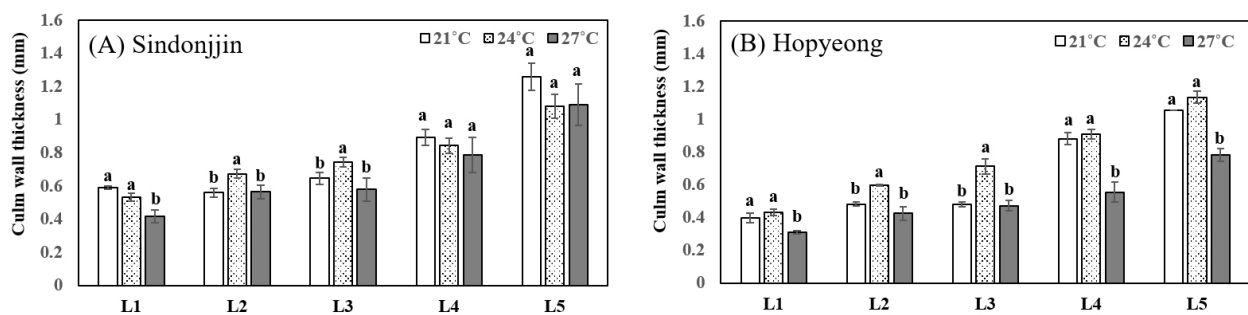 (A) Sindonjjin
21˚C 24˚C 27˚C
Culm wall thickness (mm)
1.6
1.4
1.2
1
0.8
0.6
0.4
0.2
0
a a b
b a b
b a b
a a a
a a a
L1 L2 L3 L4 L5
(B) Hopyeong
21˚C 24˚C 27˚C
Culm wall thickness (mm)
1.6
1.4
1.2
1
0.8
0.6
0.4
0.2
0
a a b
b a b
b a b
a a b
a a b
L1 L2 L3 L4 L5